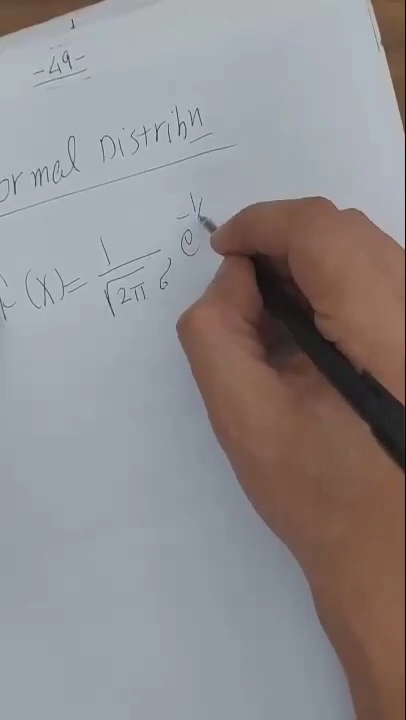 -49-
ormal Distribn
f(x) = 1/√2π σ e^-1/